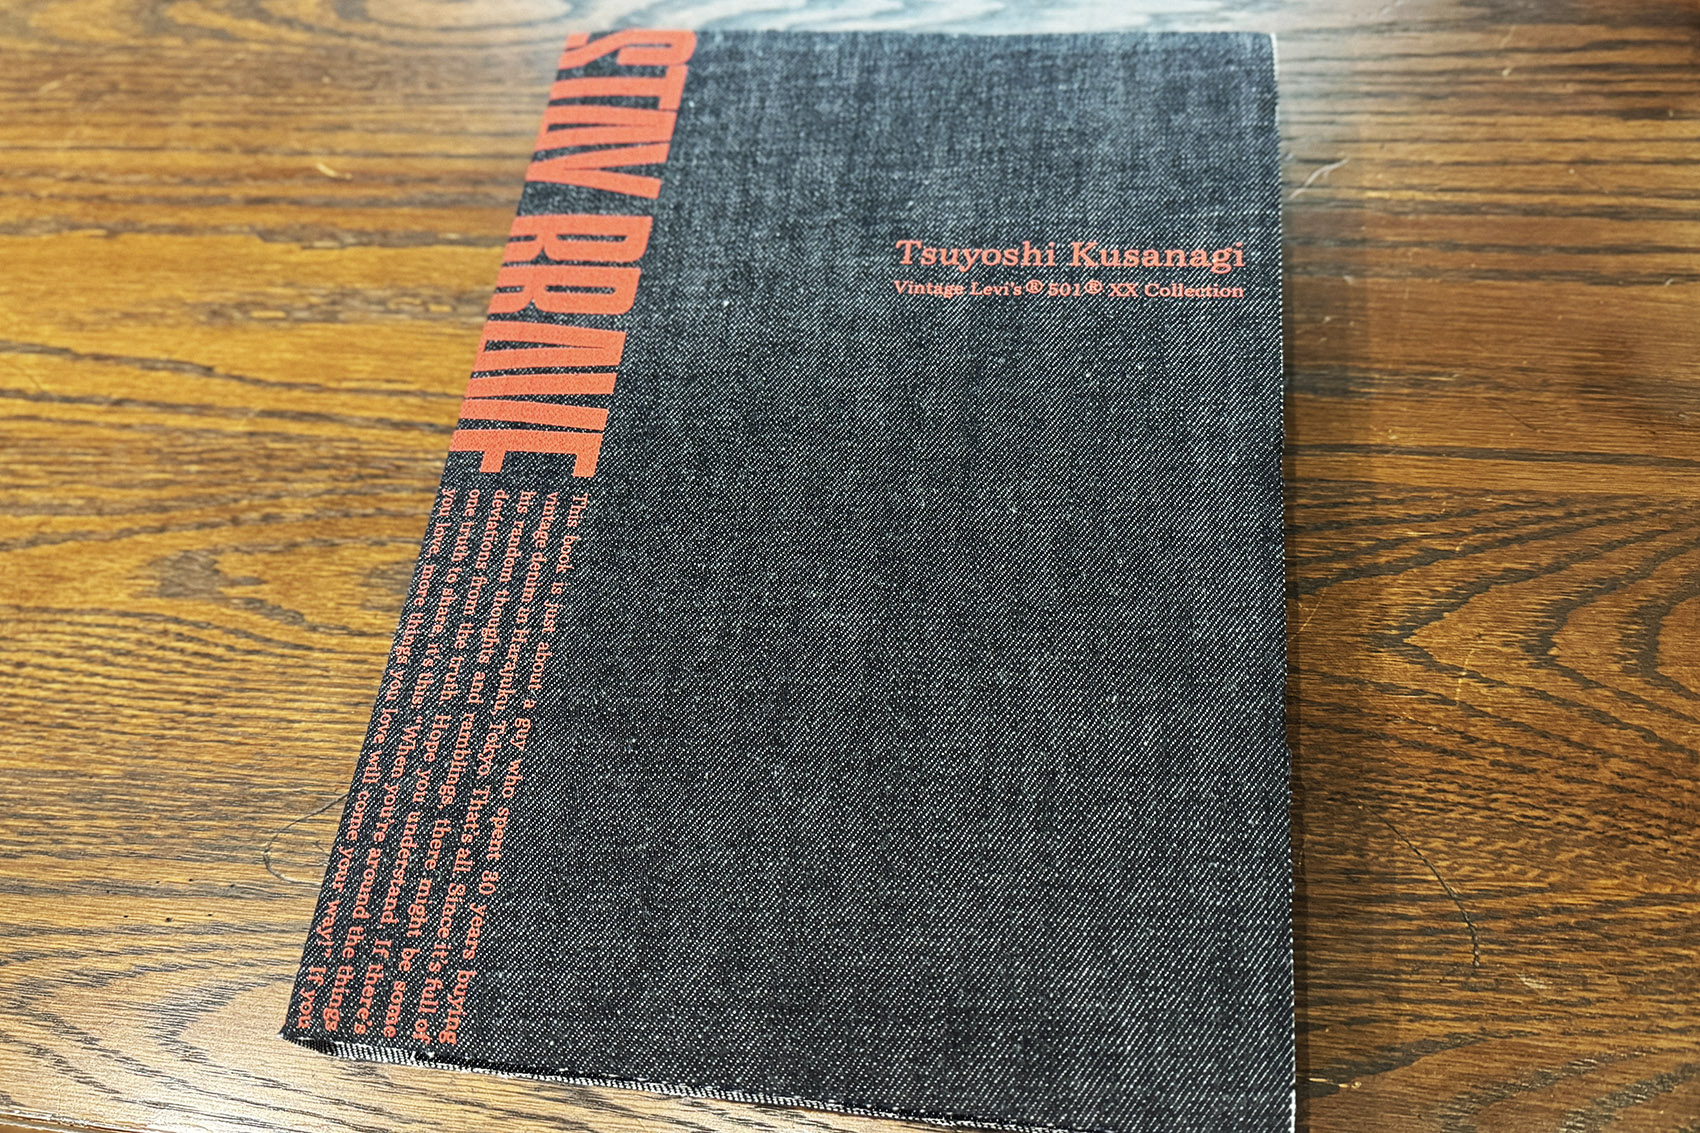 STAY BRAVE
Tsuyoshi Kusanagi
Vintage Levi's® 501® XX Collection
This book is just about a guy who spent 30 years buying
vintage denim in Harajuku, Tokyo. That's all. Since it's full of
his random thoughts and ramblings, there might be some
deviations from the truth. Hope you understand. If there's
one truth to share, it's this: "When you're around the things
you love, more things you love will come your way!" If you